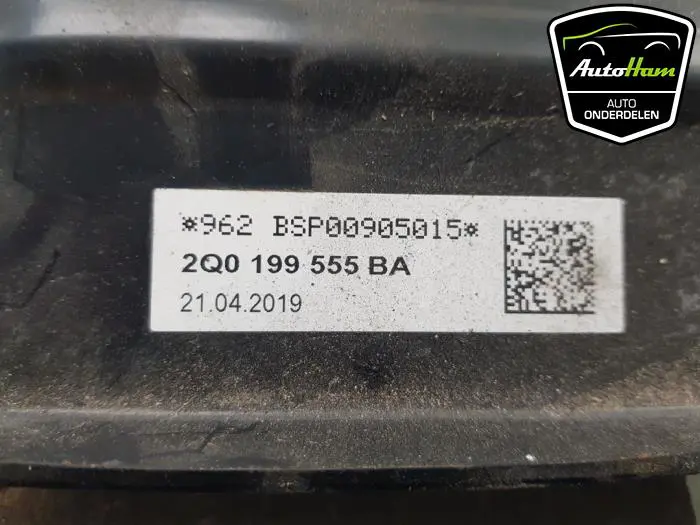 AutoHam
AUTO
ONDERDELEN
*962 BSP00905015*
2Q0 199 555 BA
21.04.2019